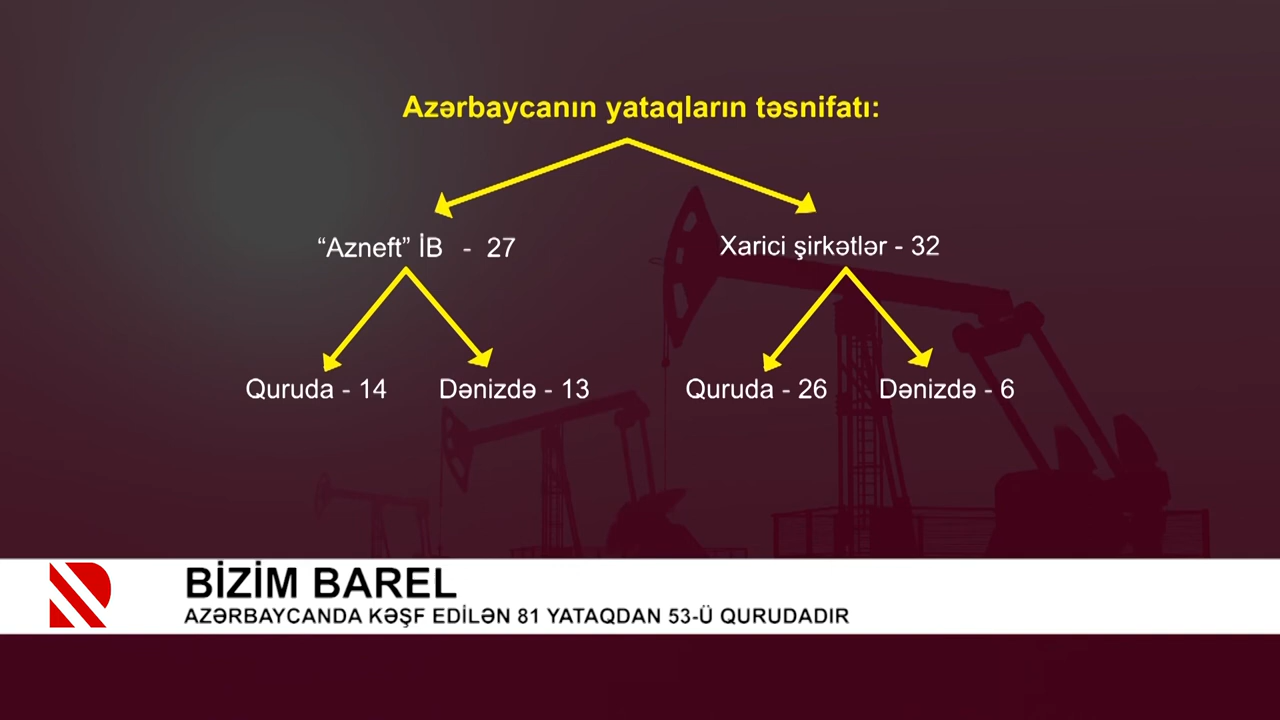 Azərbaycanın yataqların təsnifatı:
“Azneft” İB - 27
Xarici şirkətlər - 32
Quruda - 14
Dənizdə - 13
Quruda - 26
Dənizdə - 6
BİZİM BAREL
AZƏRBAYCANDA KƏŞF EDİLƏN 81 YATAQDAN 53-Ü QURUDADIR